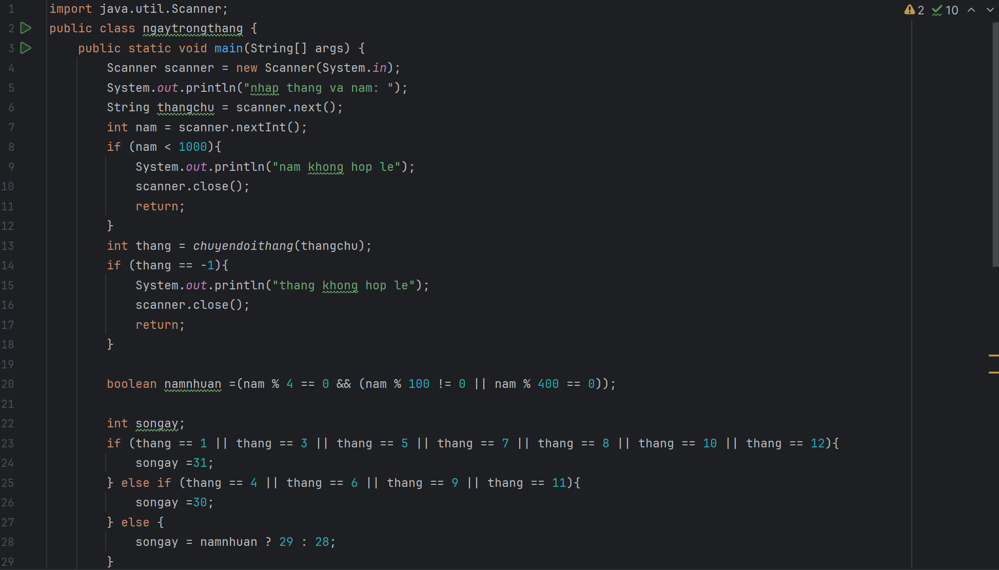 1 import java.util.Scanner; 2 10
2 public class ngaytrongthang {
3 public static void main(String[] args) {
4 Scanner scanner = new Scanner(System.in);
5 System.out.println("nhap thang va nam: ");
6 String thangchu = scanner.next();
7 int nam = scanner.nextInt();
8 if (nam < 1000){
9 System.out.println("nam khong hop le");
10 scanner.close();
11 return;
12 }
13 int thang = chuyendoithang(thangchu);
14 if (thang == -1){
15 System.out.println("thang khong hop le");
16 scanner.close();
17 return;
18 }
19
20 boolean namnhuan =(nam % 4 == 0 && (nam % 100 != 0 || nam % 400 == 0));
21
22 int songay;
23 if (thang == 1 || thang == 3 || thang == 5 || thang == 7 || thang == 8 || thang == 10 || thang == 12){
24 songay =31;
25 } else if (thang == 4 || thang == 6 || thang == 9 || thang == 11){
26 songay =30;
27 } else {
28 songay = namnhuan ? 29 : 28;
29 }